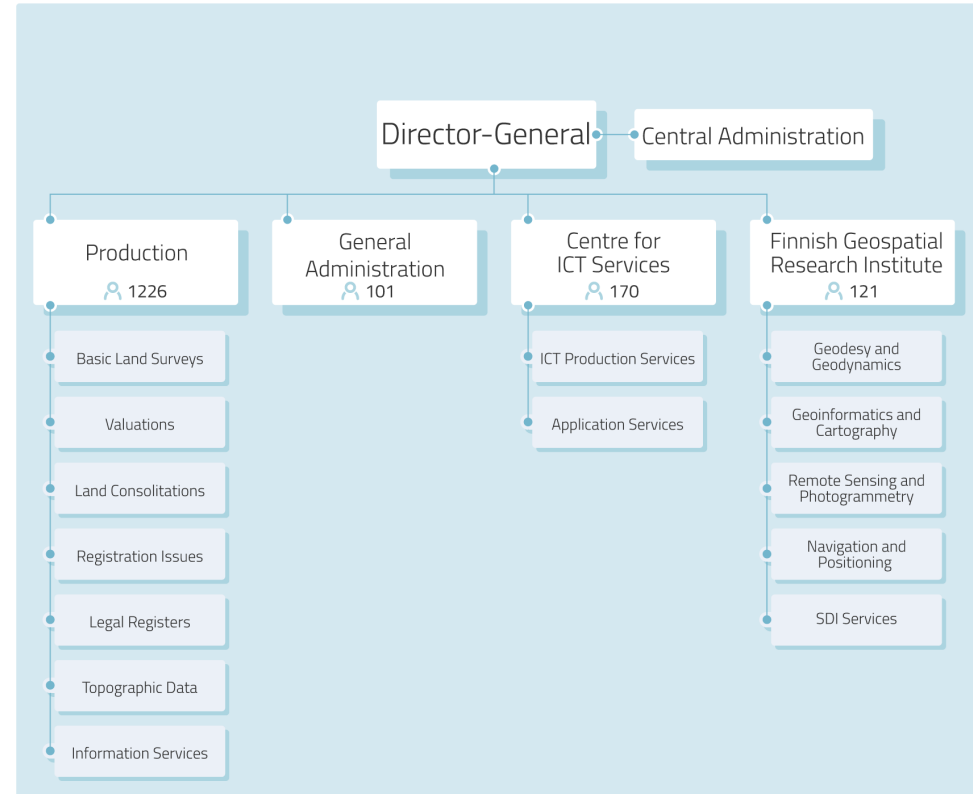 Director-General
Central Administration
Production
1226
General
Administration
101
Centre for
ICT Services
170
Finnish Geospatial
Research Institute
121
Basic Land Surveys
Valuations
Land Consolitations
Registration Issues
Legal Registers
Topographic Data
Information Services
ICT Production Services
Application Services
Geodesy and
Geodynamics
Geoinformatics and
Cartography
Remote Sensing and
Photogrammetry
Navigation and
Positioning
SDI Services